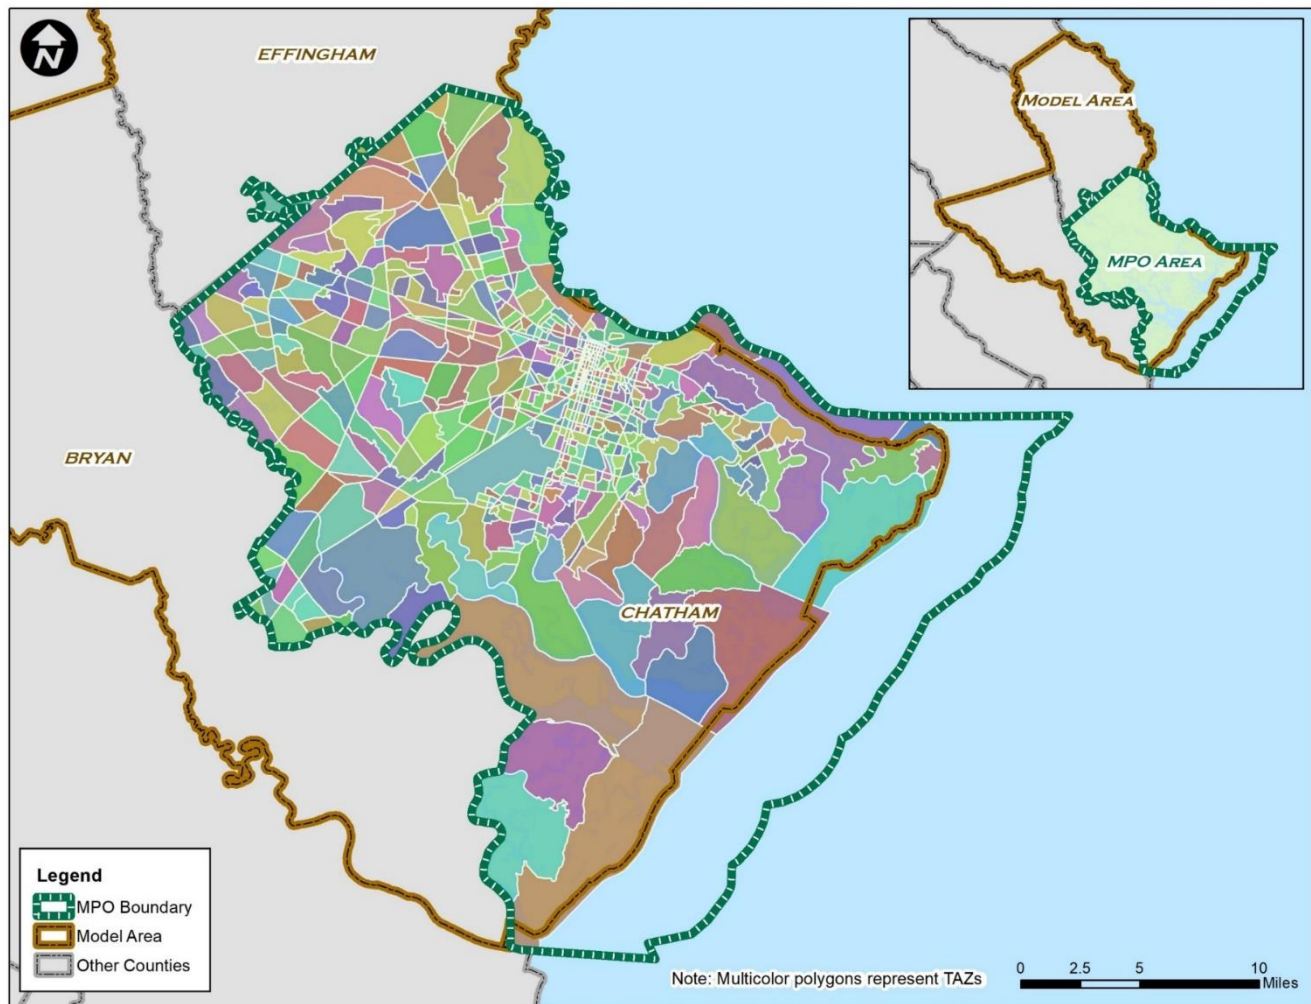 N
EFFINGHAM
MODEL AREA
MPO AREA
BRYAN
CHATHAM
Legend
MPO Boundary
Model Area
Other Counties
Note: Multicolor polygons represent TAZs
0 2.5 5 10
Miles